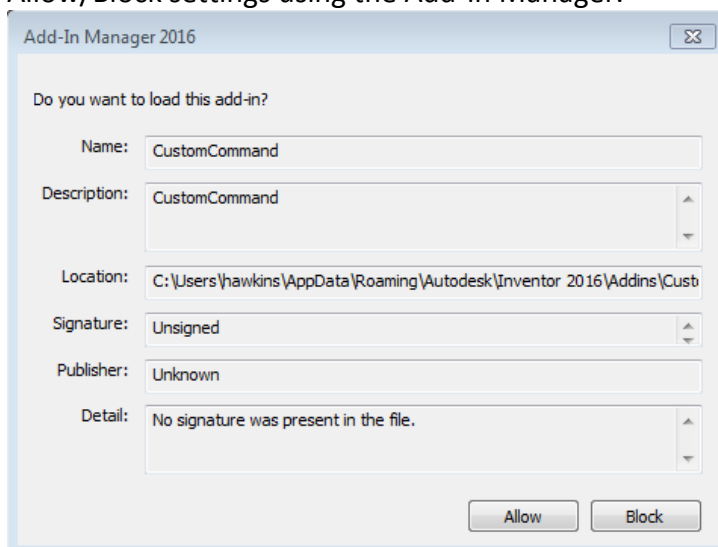 Allow/Block settings using the Add-In Manager.
Add-In Manager 2016
Do you want to load this add-in?
Name: CustomCommand
Description: CustomCommand
Location: C:\Users\hawkins\AppData\Roaming\Autodesk\Inventor 2016\Addins\Cust
Signature: Unsigned
Publisher: Unknown
Detail: No signature was present in the file.
Allow Block